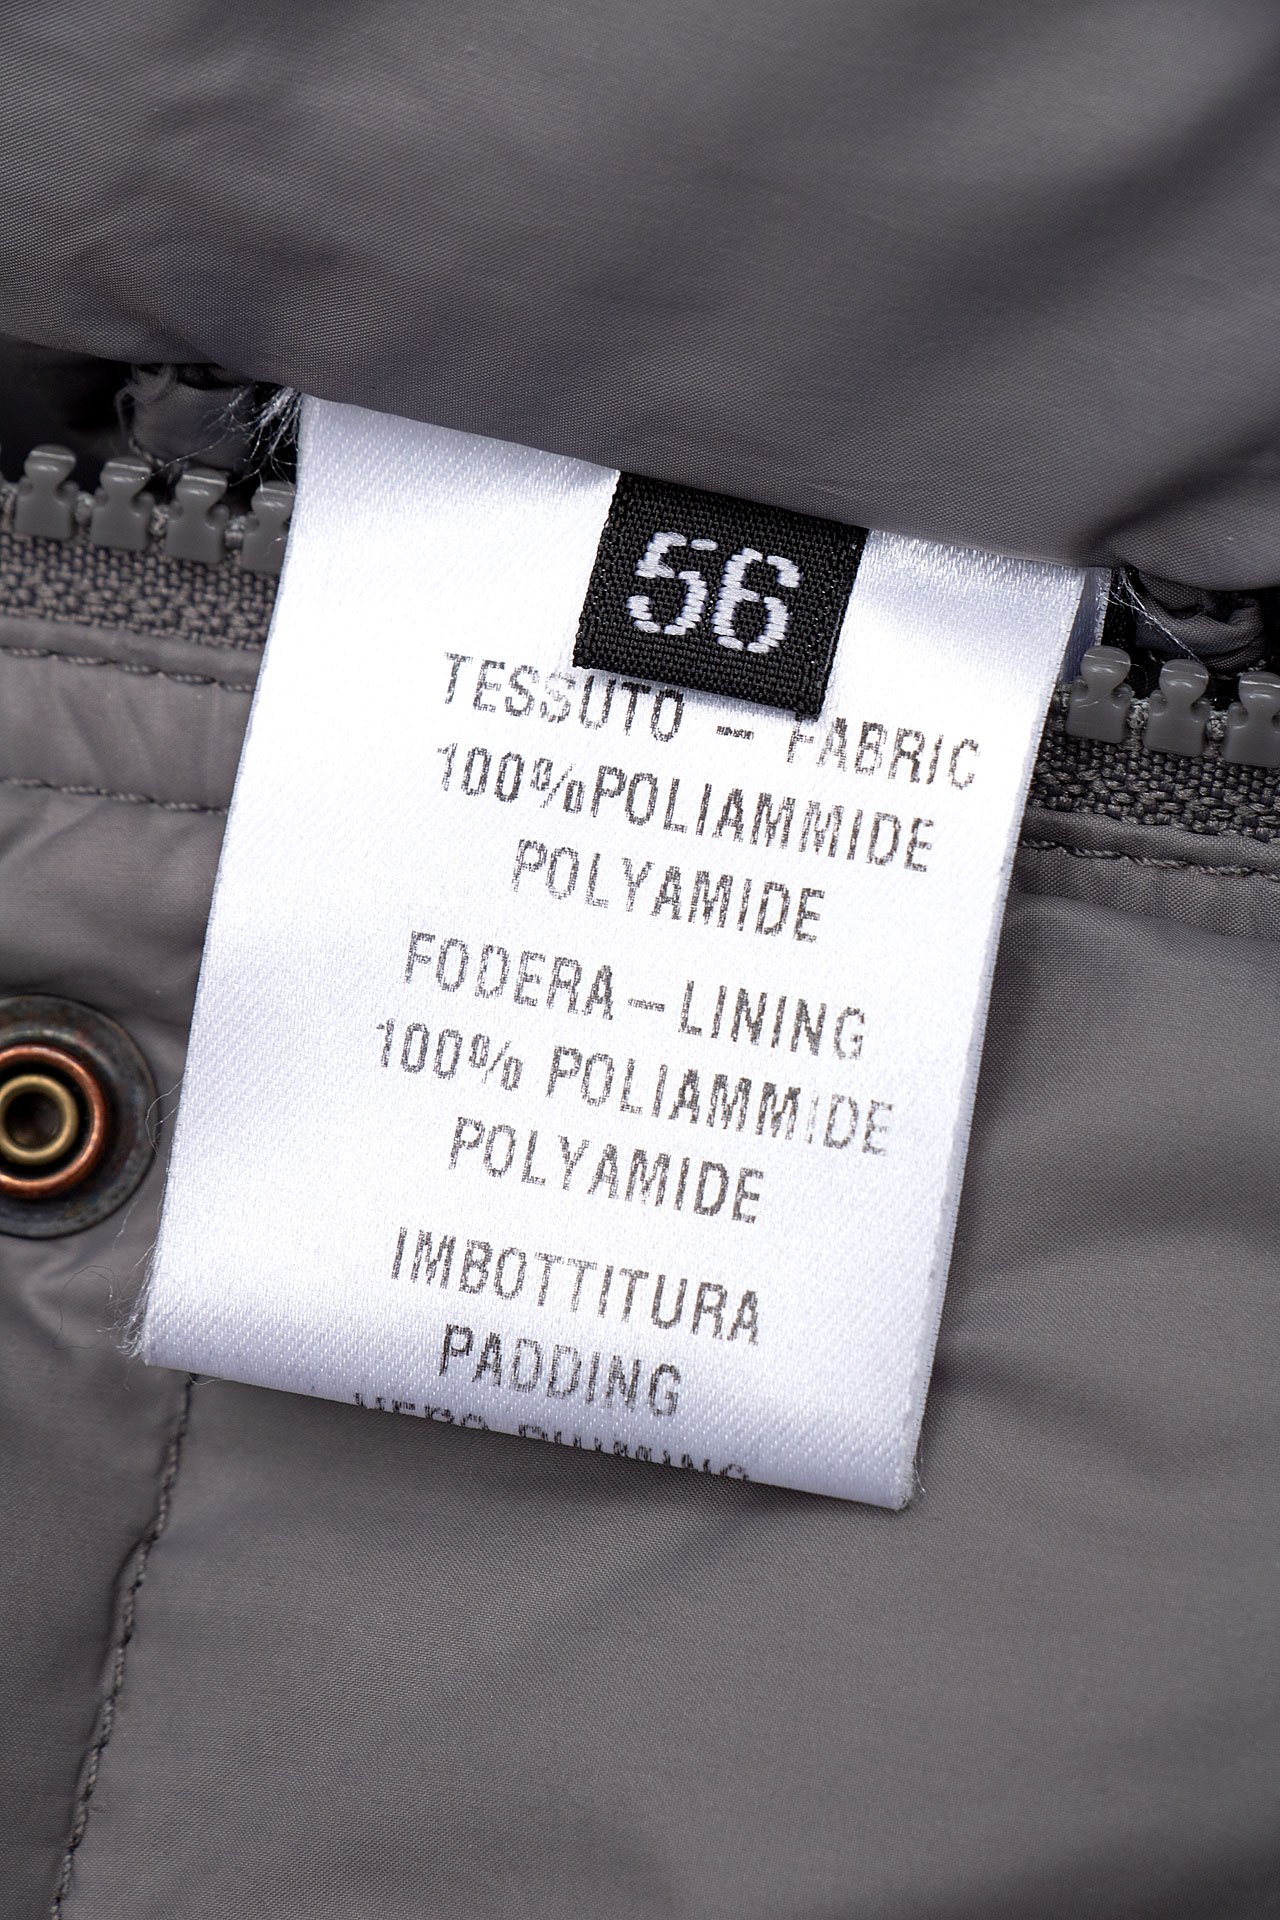 56
TESSUTO - FABRIC
100%POLIAMMIDE
POLYAMIDE
FODERA-LINING
100% POLIAMMIDE
POLYAMIDE
IMBOTTITURA
PADDING